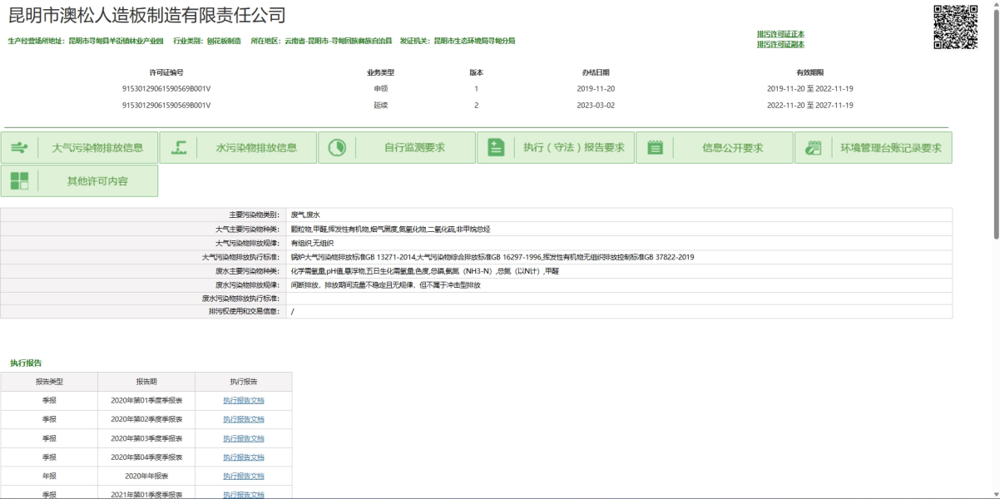 昆明市澳松人造板制造有限责任公司
生产经营场所地址：昆明市寻甸县羊街镇林业产业园 行业类别：刨花板制造 所在地区：云南省-昆明市-寻甸回族彝族自治县 发证机关：昆明市生态环境局寻甸分局
排污许可证正本
排污许可证副本
许可证编号 业务类型 版本 办结日期 有效期限
91530129061590569B001V 申领 1 2019-11-20 2019-11-20 至 2022-11-19
91530129061590569B001V 延续 2 2023-03-02 2022-11-20 至 2027-11-19
大气污染物排放信息 水污染物排放信息 自行监测要求 执行（守法）报告要求 信息公开要求 环境管理台账记录要求
其他许可内容
主要污染物类别： 废气,废水
大气主要污染物种类： 颗粒物,甲醛,挥发性有机物,烟气黑度,氮氧化物,二氧化硫,非甲烷总烃
大气污染物排放规律： 有组织,无组织
大气污染物排放执行标准： 锅炉大气污染物排放标准GB 13271-2014,大气污染物综合排放标准GB 16297-1996,挥发性有机物无组织排放控制标准GB 37822-2019
废水主要污染物种类： 化学需氧量,pH值,悬浮物,五日生化需氧量,色度,总磷,氨氮（NH3-N）,总氮（以N计）,甲醛
废水污染物排放规律： 间断排放，排放期间流量不稳定且无规律，但不属于冲击型排放
废水污染物排放执行标准：
排污权使用和交易信息： /
执行报告
报告类型 报告期 执行报告
季报 2020年第01季度季报表 执行报告文档
季报 2020年第02季度季报表 执行报告文档
季报 2020年第03季度季报表 执行报告文档
季报 2020年第04季度季报表 执行报告文档
年报 2020年年报表 执行报告文档
季报 2021年第01季度季报表 执行报告文档